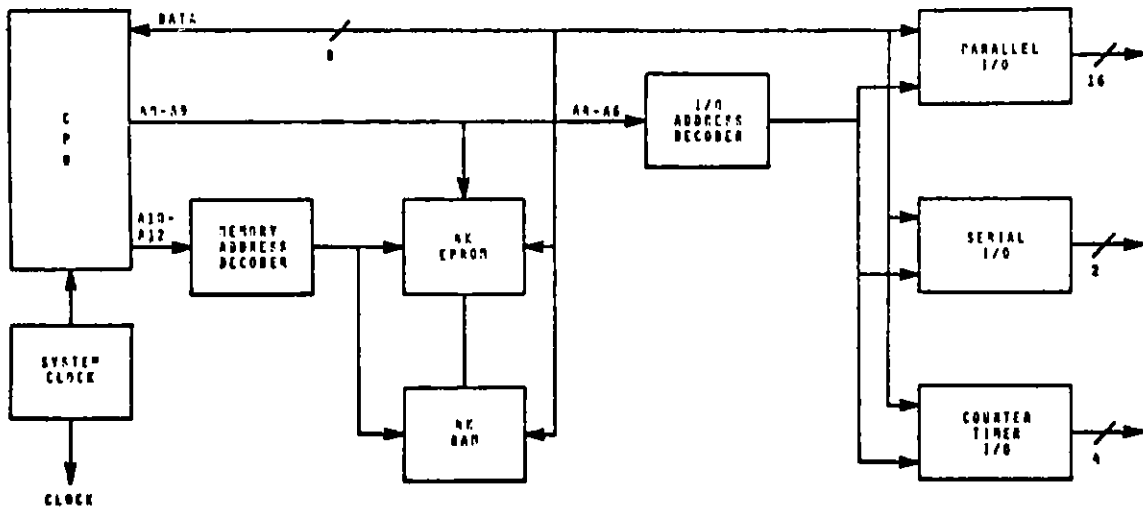 DATA
8
CPU
A0-A9
A4-A6
I/O
ADDRESS
DECODER
PARALLEL
I/O
16
A10-
A12
MEMORY
ADDRESS
DECODER
4K
EPROM
SERIAL
I/O
2
SYSTEM
CLOCK
4K
RAM
COUNTER
TIMER
I/O
4
CLOCK